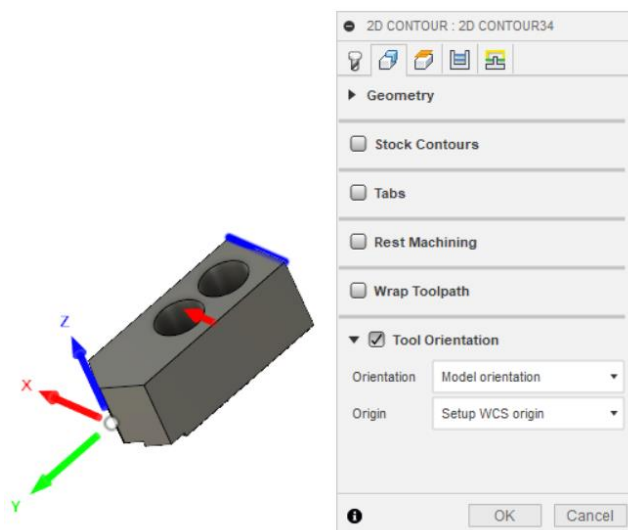 2D CONTOUR : 2D CONTOUR34
Geometry
Stock Contours
Tabs
Rest Machining
Wrap Toolpath
Tool Orientation
Orientation Model orientation
Origin Setup WCS origin
OK Cancel
Z
X
Y